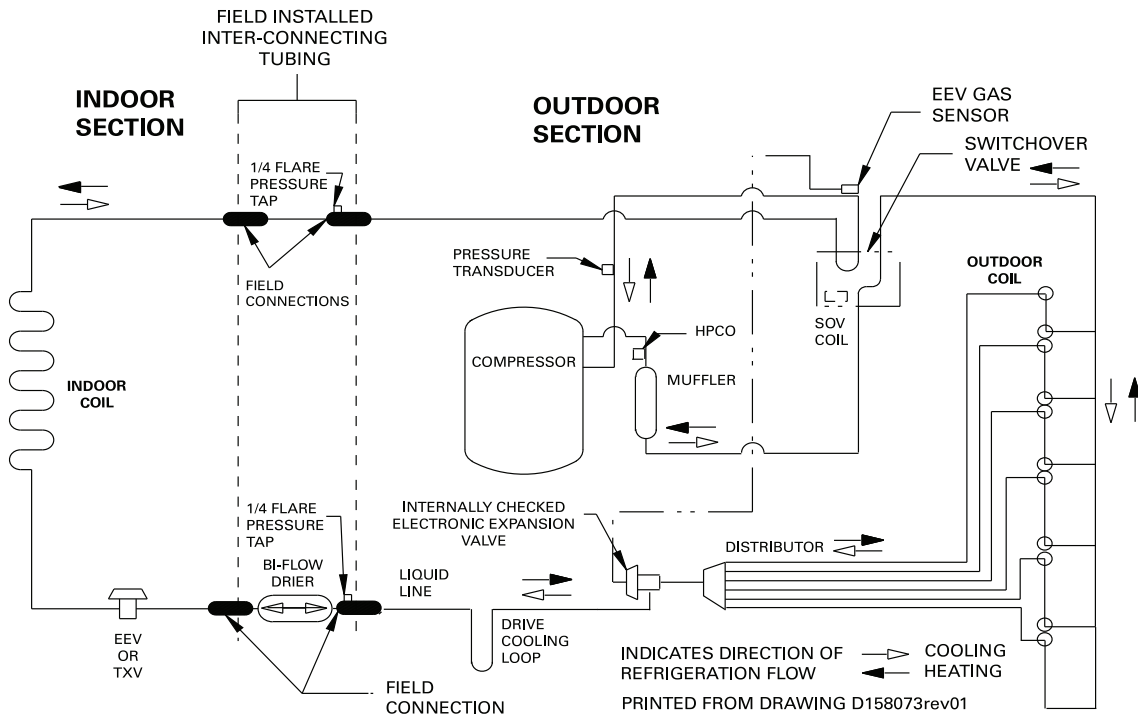 FIELD INSTALLED
INTER-CONNECTING
TUBING
INDOOR
SECTION
OUTDOOR
SECTION
EEV GAS
SENSOR
SWITCHOVER
VALVE
1/4 FLARE
PRESSURE
TAP
FIELD
CONNECTIONS
PRESSURE
TRANSDUCER
OUTDOOR
COIL
SOV
COIL
HPCO
COMPRESSOR
MUFFLER
INDOOR
COIL
1/4 FLARE
PRESSURE
TAP
INTERNALLY CHECKED
ELECTRONIC EXPANSION
VALVE
DISTRIBUTOR
BI-FLOW
DRIER
LIQUID
LINE
EEV
OR
TXV
DRIVE
COOLING
LOOP
FIELD
CONNECTION
INDICATES DIRECTION OF
REFRIGERATION FLOW
COOLING
HEATING
PRINTED FROM DRAWING D158073rev01